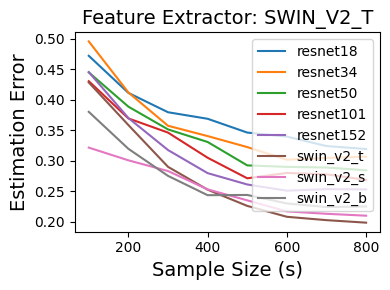 Feature Extractor: SWIN_V2_T
Estimation Error
0.50
0.45
0.40
0.35
0.30
0.25
0.20
resnet18
resnet34
resnet50
resnet101
resnet152
swin_v2_t
swin_v2_s
swin_v2_b
200
400
600
800
Sample Size (s)